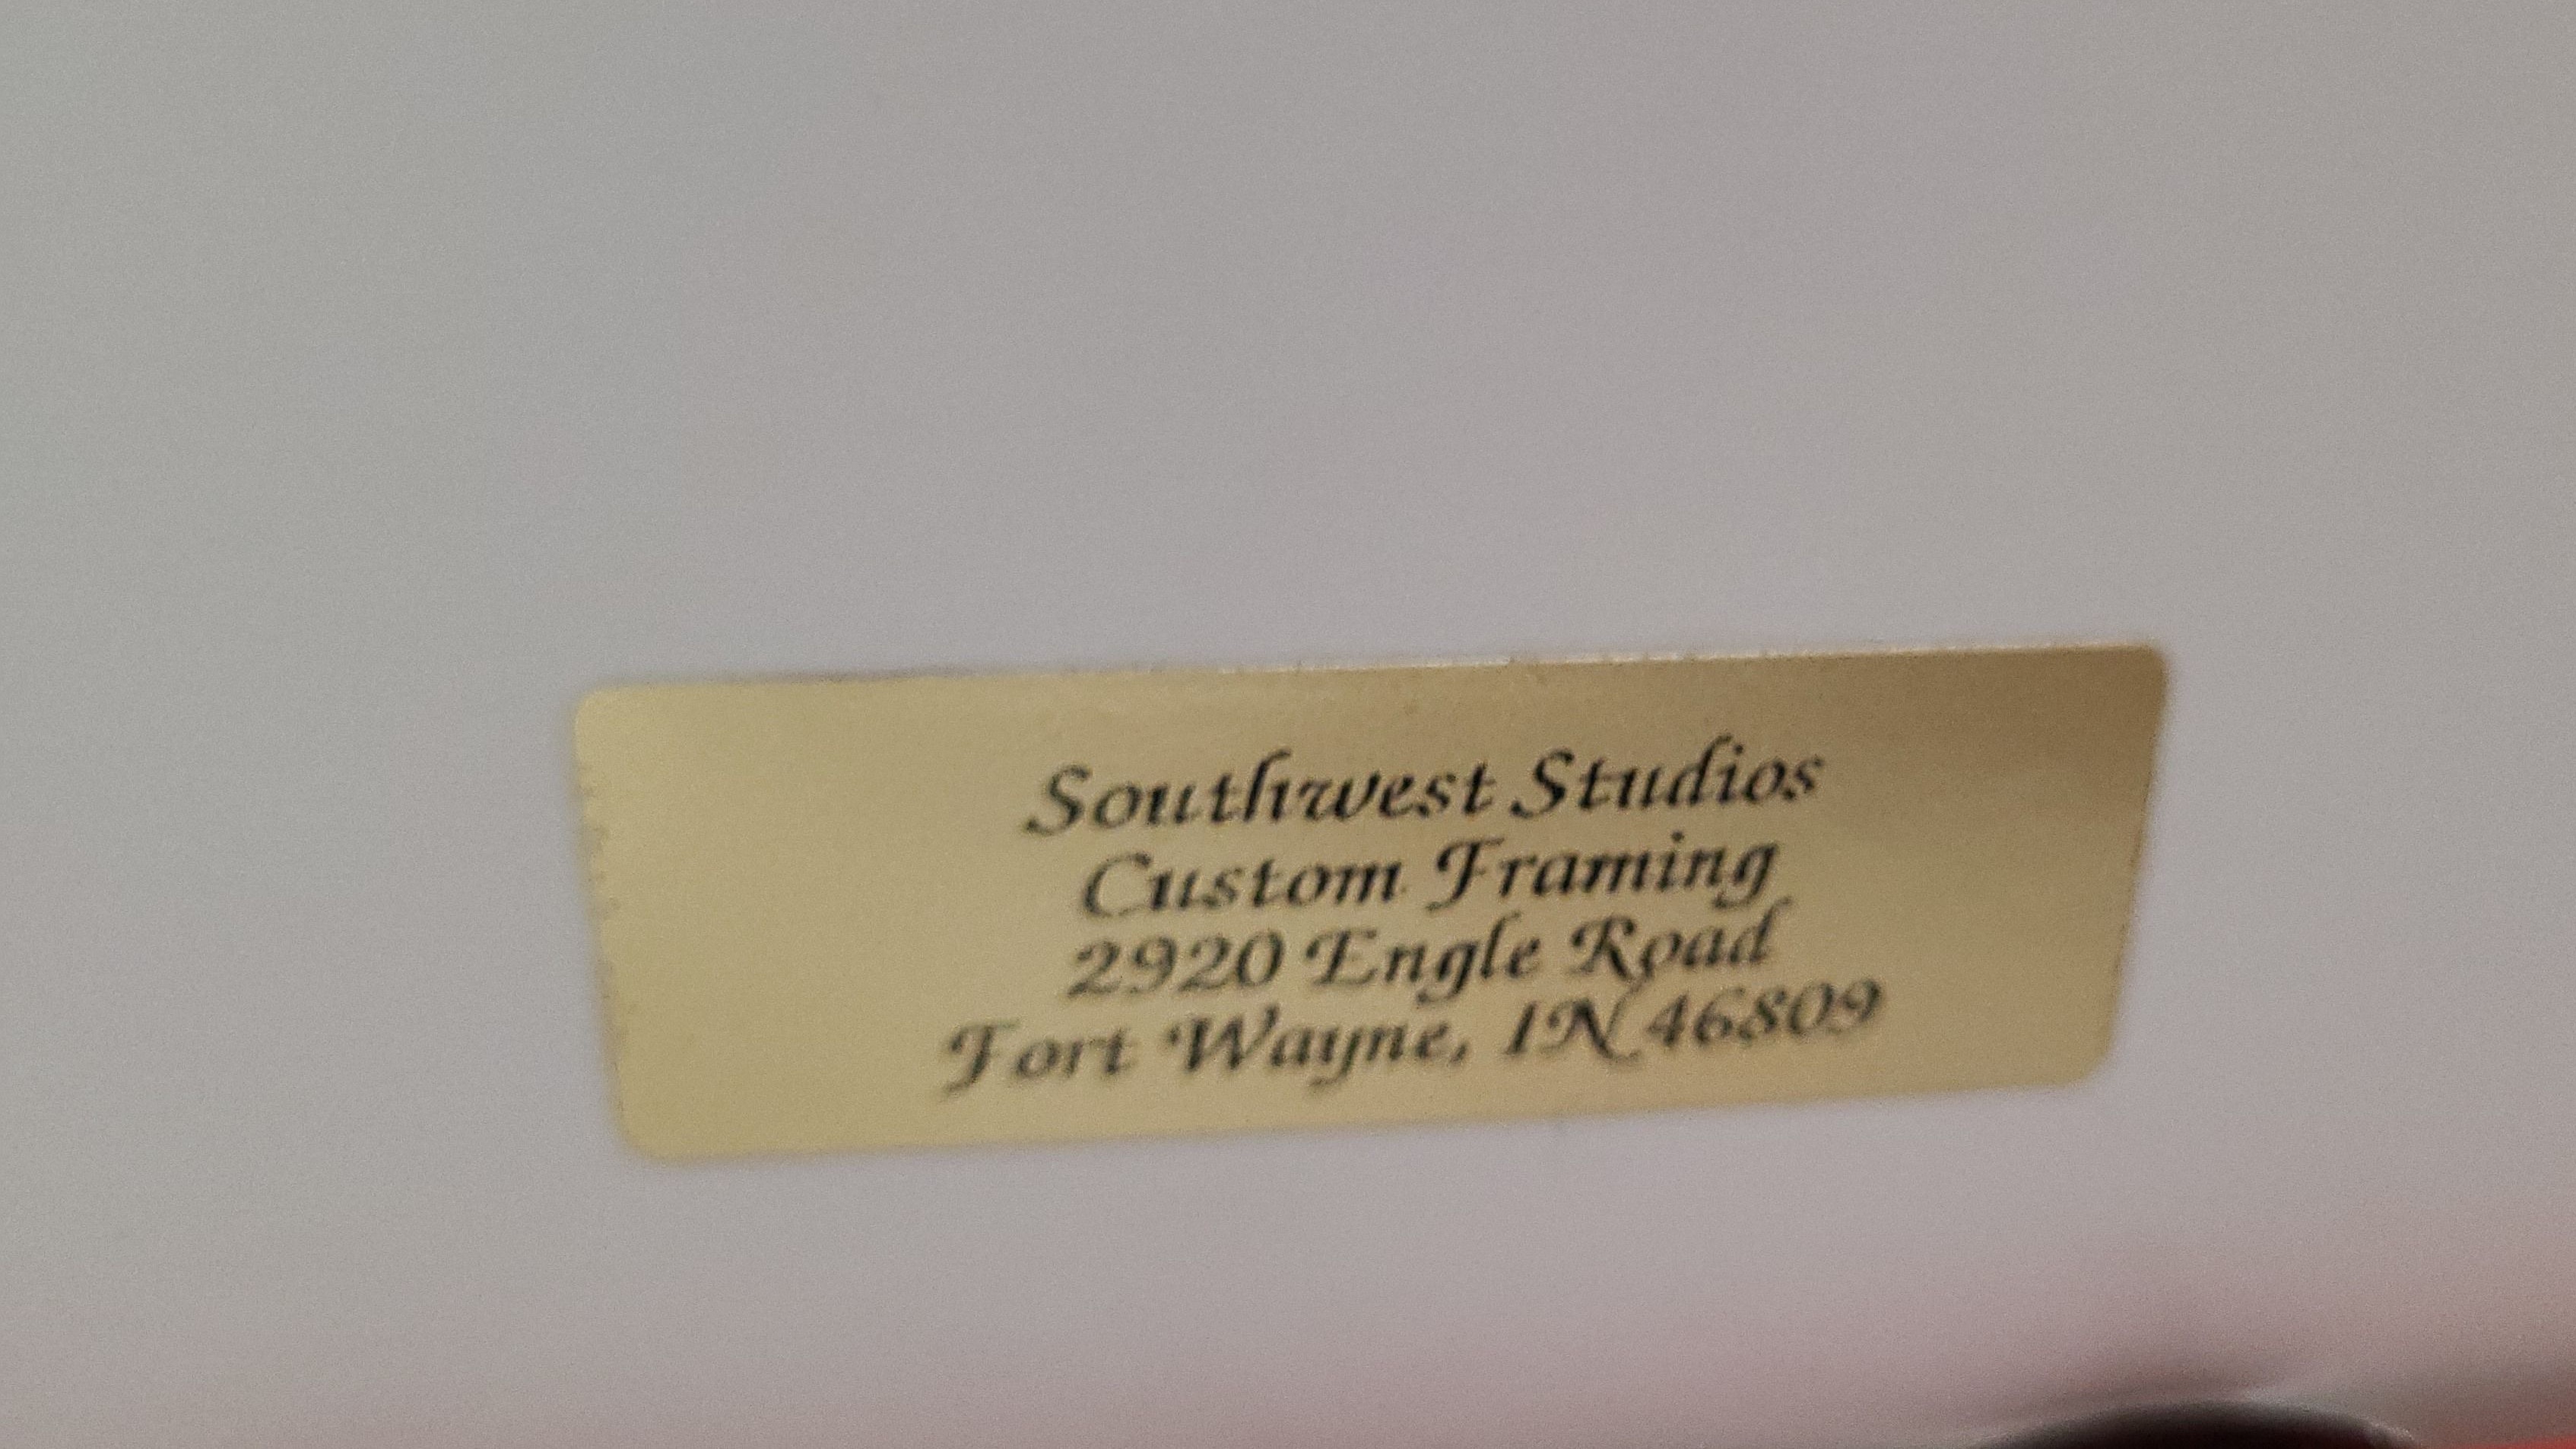 Southwest Studios
Custom Framing
2920 Engle Road
Fort Wayne, IN 46809